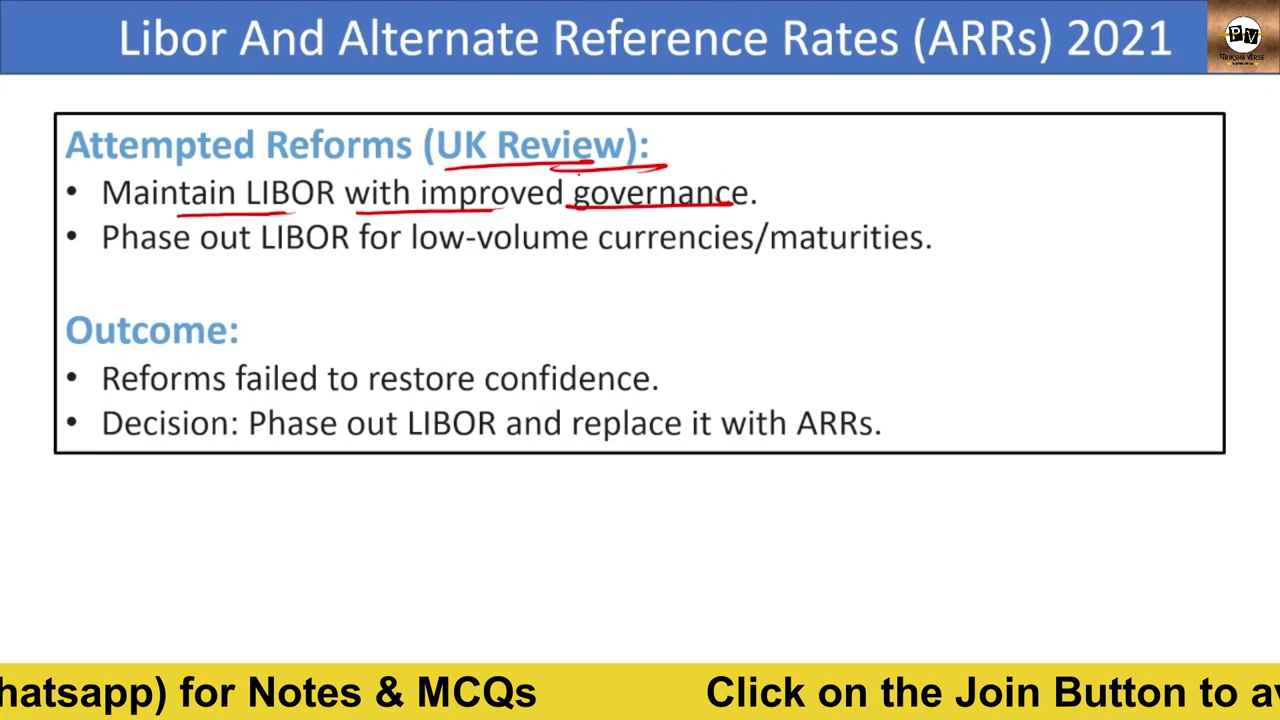 Libor And Alternate Reference Rates (ARRs) 2021
PV
Attempted Reforms (UK Review):
• Maintain LIBOR with improved governance.
• Phase out LIBOR for low-volume currencies/maturities.
Outcome:
• Reforms failed to restore confidence.
• Decision: Phase out LIBOR and replace it with ARRs.
hatsapp) for Notes & MCQs Click on the Join Button to av